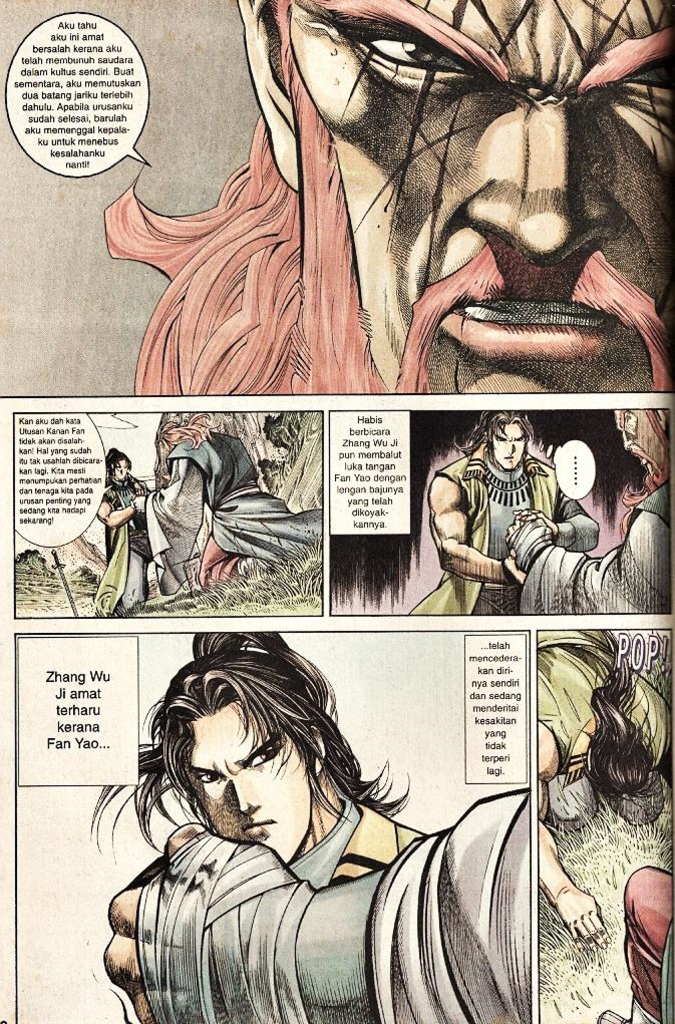 Aku tahu
aku ini amat
bersalah kerana aku
telah membunuh saudara
dalam kultus sendiri. Buat
sementara, aku memutuskan
dua batang jariku terlebih
dahulu. Apabila urusanku
sudah selesai, barulah
aku memenggal kepala-
ku untuk menebus
kesalahanku
nanti!
Kan aku dah kata
Utusan Kanan Fan
tidak akan disalah-
kan! Hal yang sudah
itu tak usahlah dibicara-
kan lagi. Kita mesti
menumpukan perhatian
dan tenaga kita pada
urusan penting yang
sedang kita hadapi
sekarang!
Habis
berbicara
Zhang Wu Ji
pun membalut
luka tangan
Fan Yao dengan
lengan bajunya
yang telah
dikoyak-
kannya.
......
Zhang Wu
Ji amat
terharu
kerana
Fan Yao...
...telah
mencedera-
kan diri-
nya sendiri
dan sedang
menderitai
kesakitan
yang
tidak
terperi
lagi.
POP!